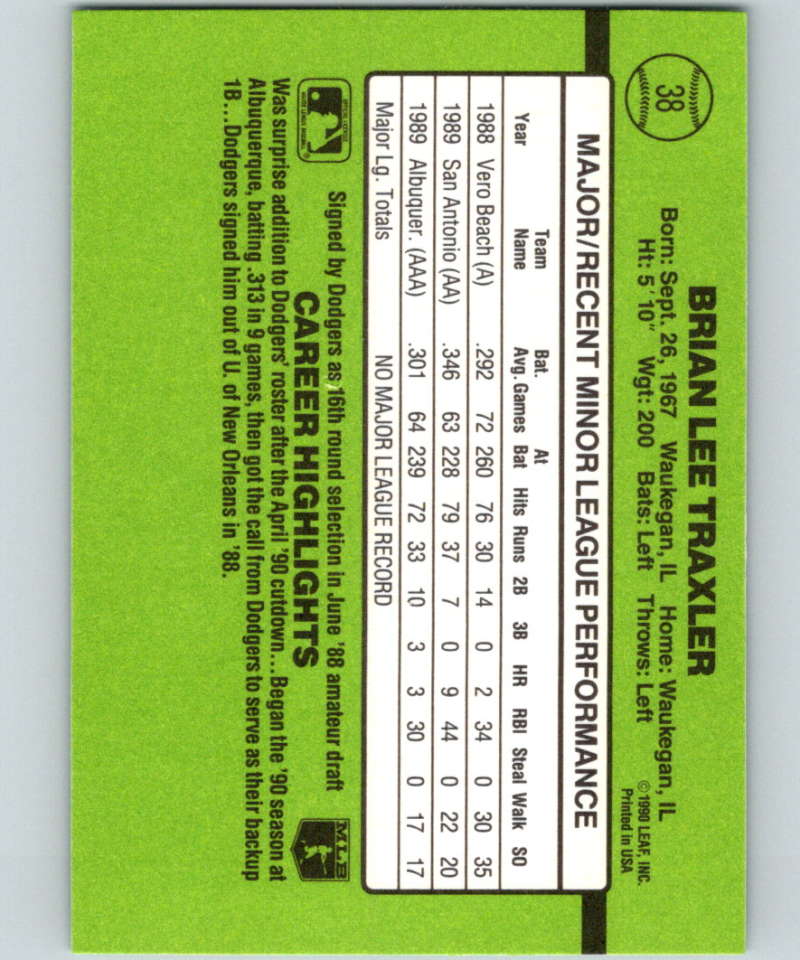 38
BRIAN LEE TRAXLER
Born: Sept. 26, 1967 Waukegan, IL Home: Waukegan, IL
Ht: 5' 10" Wgt: 200 Bats: Left Throws: Left
© 1990 LEAF, INC.
Printed in USA
MAJOR/RECENT MINOR LEAGUE PERFORMANCE
Team Bat. At
Year Name Avg. Games Bat Hits Runs 2B 3B HR RBI Steal Walk SO
1988 Vero Beach (A) .292 72 260 76 30 14 0 2 34 0 30 35
1989 San Antonio (AA) .346 63 228 79 37 7 0 9 44 0 22 20
1989 Albuquer. (AAA) .301 64 239 72 33 10 3 3 30 0 17 17
Major Lg. Totals NO MAJOR LEAGUE RECORD
Signed by Dodgers as 16th round selection in June '88 amateur draft
CAREER HIGHLIGHTS
MLB
Was surprise addition to Dodgers' roster after the April '90 cutdown...Began the '90 season at
Albuquerque, batting .313 in 9 games, then got the call from Dodgers to serve as their backup
1B...Dodgers signed him out of U. of New Orleans in '88.